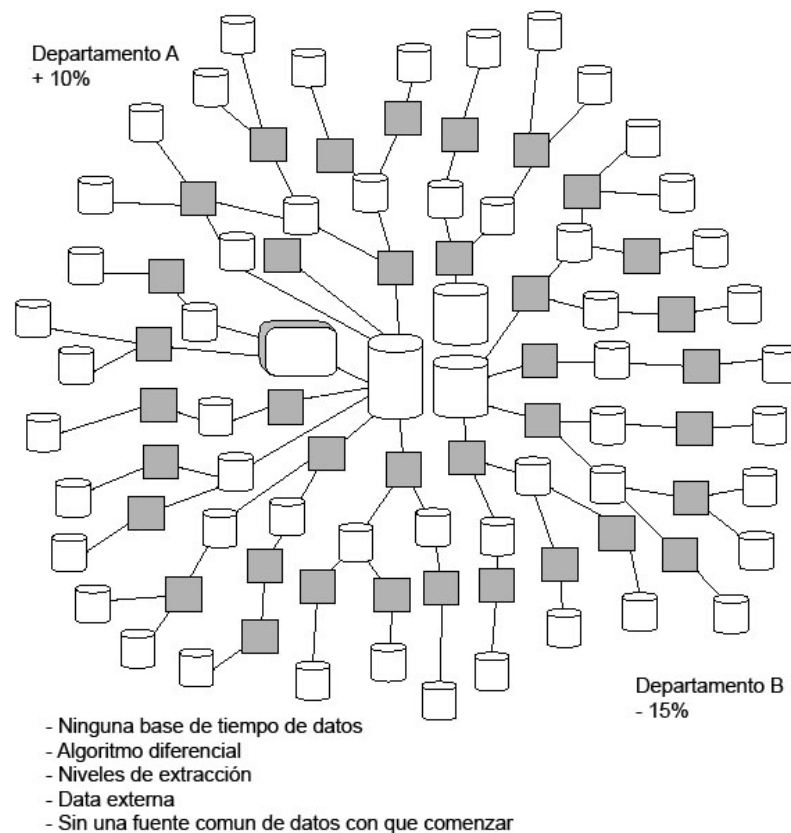 Departamento A
+ 10%
Departamento B
- 15%
- Ninguna base de tiempo de datos
- Algoritmo diferencial
- Niveles de extracción
- Data externa
- Sin una fuente comun de datos con que comenzar